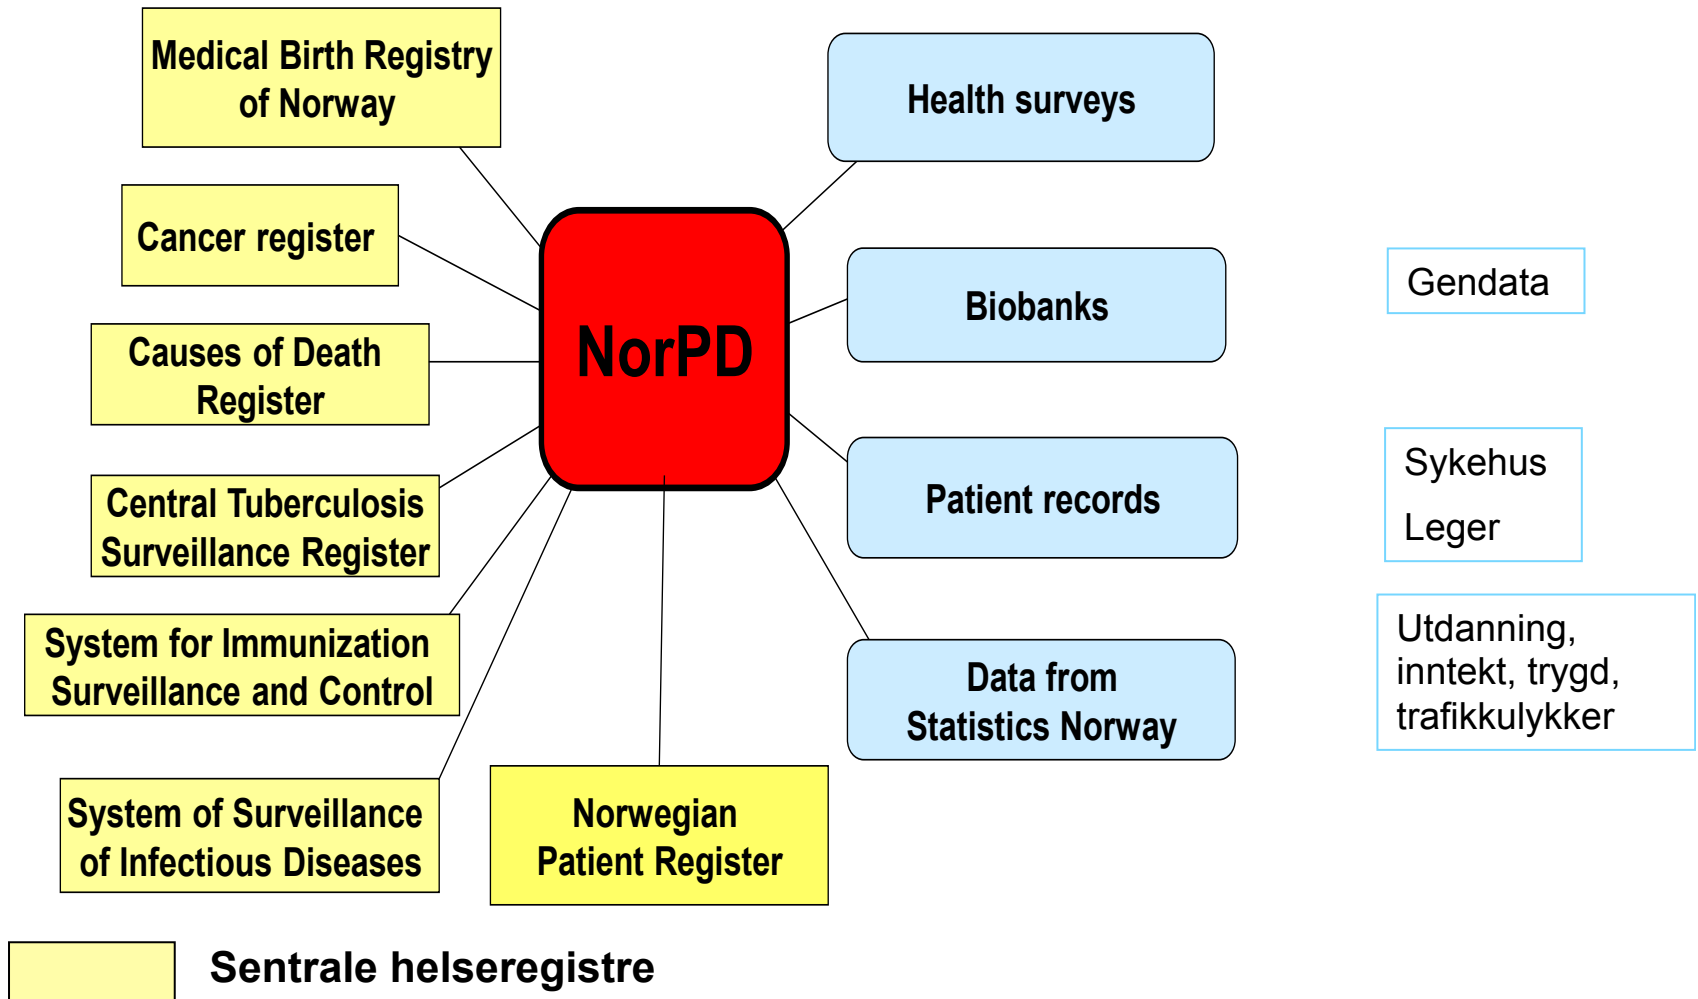 Medical Birth Registry
of Norway
Health surveys
Cancer register
NorPD
Biobanks
Gendata
Causes of Death
Register
Central Tuberculosis
Surveillance Register
Patient records
Sykehus
Leger
System for Immunization
Surveillance and Control
Data from
Statistics Norway
Utdanning,
inntekt, trygd,
trafikkulykker
System of Surveillance
of Infectious Diseases
Norwegian
Patient Register
Sentrale helseregistre